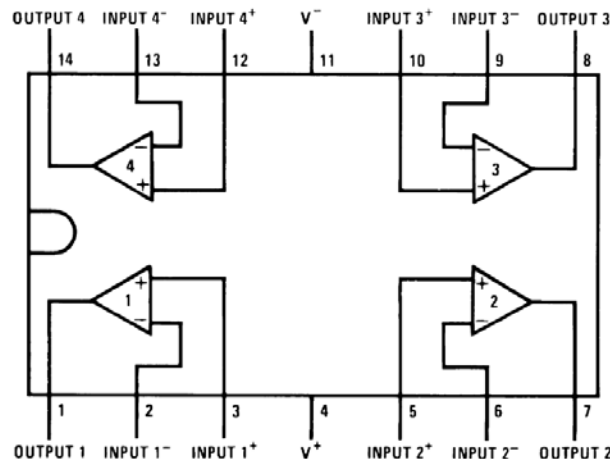 OUTPUT 4 INPUT 4⁻ INPUT 4⁺ V⁻ INPUT 3⁺ INPUT 3⁻ OUTPUT 3
14 13 12 11 10 9 8
− −
4 3
+ +
+ +
1 2
− −
1 2 3 4 5 6 7
OUTPUT 1 INPUT 1⁻ INPUT 1⁺ V⁺ INPUT 2⁺ INPUT 2⁻ OUTPUT 2